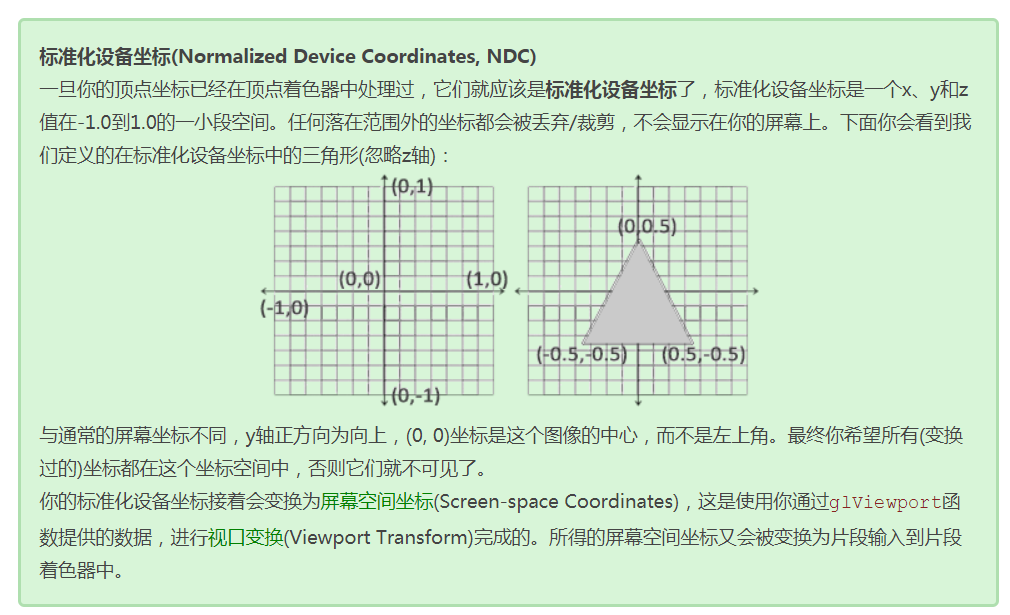 标准化设备坐标(Normalized Device Coordinates, NDC)
一旦你的顶点坐标已经在顶点着色器中处理过，它们就应该是标准化设备坐标了，标准化设备坐标是一个x、y和z
值在-1.0到1.0的一小段空间。任何落在范围外的坐标都会被丢弃/裁剪，不会显示在你的屏幕上。下面你会看到我
们定义的在标准化设备坐标中的三角形(忽略z轴)：
(0,1)
(0,0)
(1,0)
(-1,0)
(0,-1)
(0,0.5)
(-0.5,-0.5)
(0.5,-0.5)
与通常的屏幕坐标不同，y轴正方向为向上，(0, 0)坐标是这个图像的中心，而不是左上角。最终你希望所有(变换
过的)坐标都在这个坐标空间中，否则它们就不可见了。
你的标准化设备坐标接着会变换为屏幕空间坐标(Screen-space Coordinates)，这是使用你通过glViewport函
数提供的数据，进行视口变换(Viewport Transform)完成的。所得的屏幕空间坐标又会被变换为片段输入到片段
着色器中。